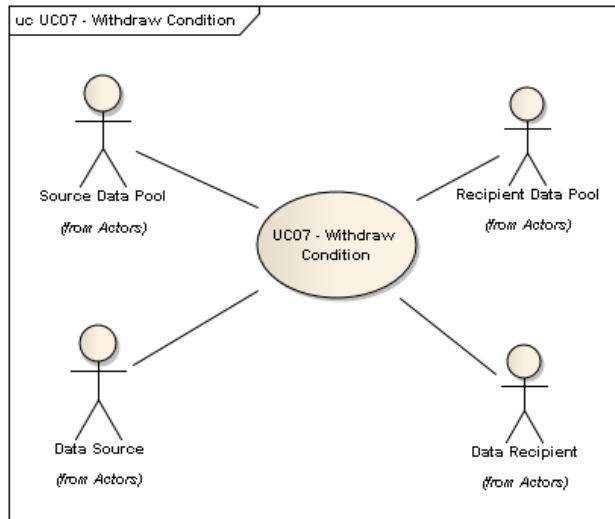 uc UC07 - Withdraw Condition
Source Data Pool
(from Actors)
Recipient Data Pool
(from Actors)
UC07 - Withdraw
Condition
Data Source
(from Actors)
Data Recipient
(from Actors)